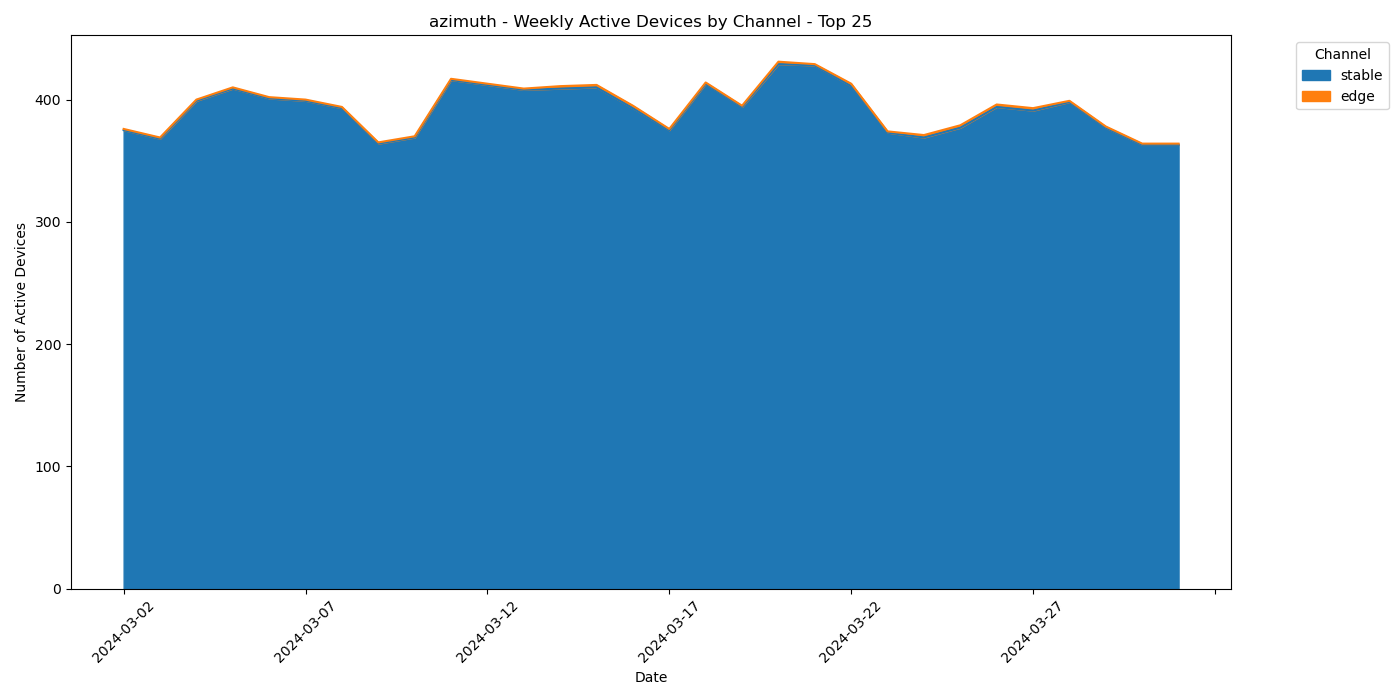 azimuth - Weekly Active Devices by Channel - Top 25
Channel
stable
edge
Number of Active Devices
400
300
200
100
0
2024-03-02
2024-03-07
2024-03-12
2024-03-17
2024-03-22
2024-03-27
Date